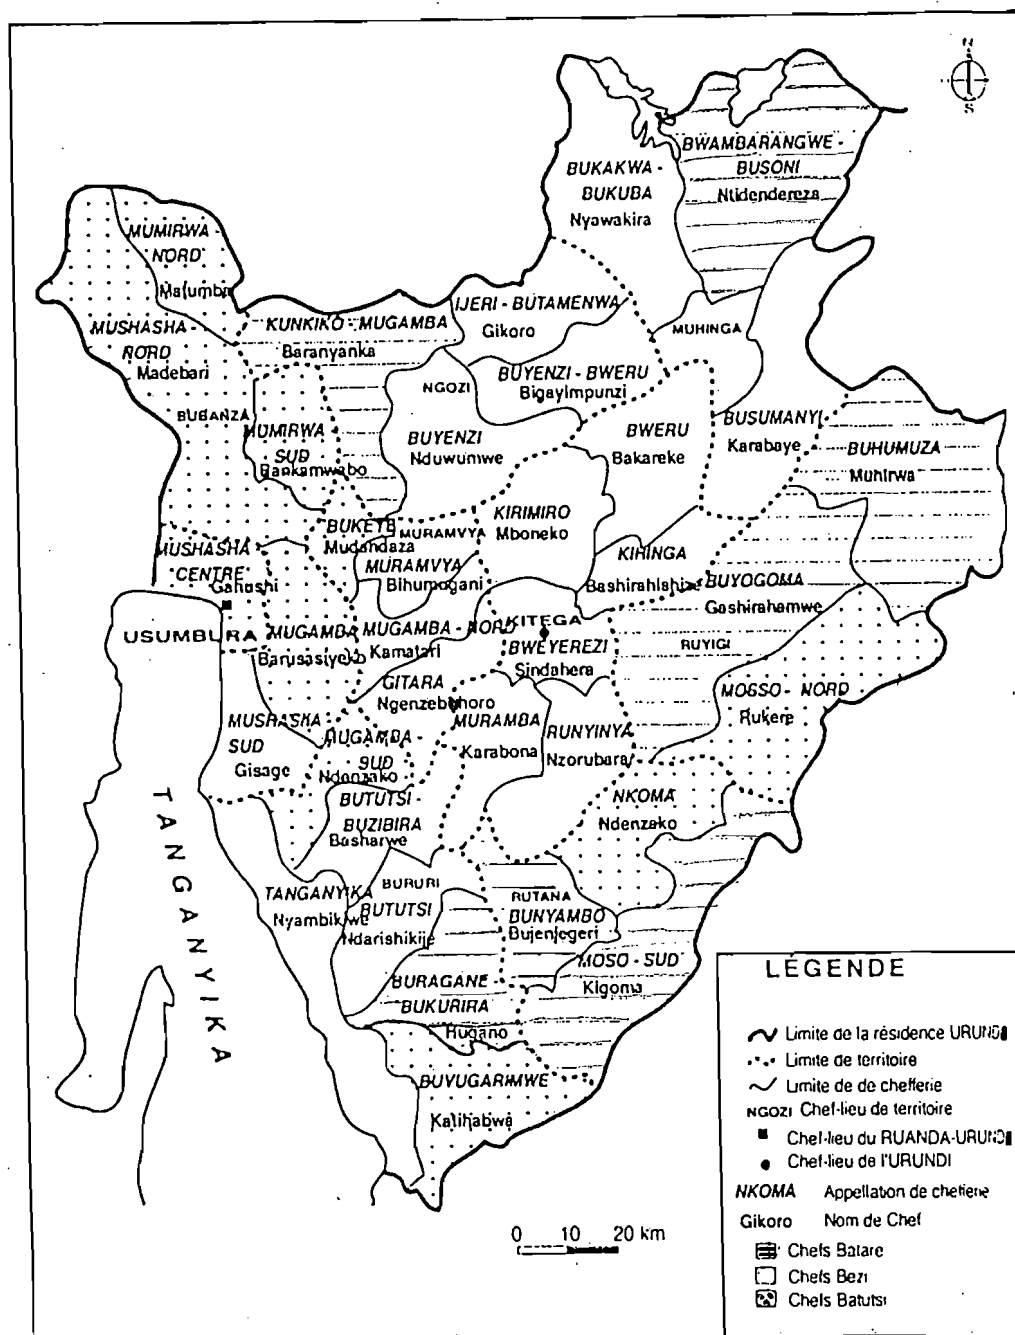 N
S
BWAMBARANGWE -
BUSONI
Ntidendereza
BUKAKWA -
BUKUBA
Nyawakira
MUMIRWA -
NORD
Mafumba
IJERI - BUTAMENWA
Gikoro
KUNKIKO - MUGAMBA
Baranyanka
MUSHASHA -
NORD
Madebari
MUHINGA
BUYENZI - BWERU
Bigayimpunzi
NGOZI
BUBANZA
MUMIRWA
SUD
Bankamwabo
BUYENZI
Nduwumwe
BWERU
Bakareke
BUSUMANYI
Karabaye
BUHUMUZA
Muhirwa
KIRIMIRO
Mboneko
BUKEYE
Mudandaza
MURAMVYA
MURAMVYA
Bihumogani
MUSHASHA
CENTRE
Gahushi
KIHINGA
Bashirahishize
BUYOGOMA
Gashirahamwe
USUMBURA
MUGAMBA
Barusasiyeko
MUGAMBA - NORD
Kamatari
KITEGA
BWEYEREZI
Sindahera
RUYIGI
GITARA
Ngenzebuhoro
MOSSO - NORD
Rukere
MUSHASKA -
SUD
Gisage
MUGAMBA -
SUD
Ndenzako
MURAMBA
Karabona
RUNYINYA
Nzorubara
BUTUTSI -
BUZIBIRA
Basharwe
NKOMA
Ndenzako
TANGANYIKA
TANGANYIKA
Nyambikiwe
BURURI
BUTUTSI
Ndarishikije
RUTANA
BUNYAMBO
Bujenjegeri
MOSO - SUD
Kigoma
BURAGANE -
BUKURIRA
Hugano
BUYUGARIMWE
Kalihabwa
0 10 20 km
LÉGENDE
Limite de la résidence URUNDI
Limite de territoire
Limite de de chefferie
NGOZI Chef-lieu de territoire
Chef-lieu du RUANDA-URUNDI
Chef-lieu de l'URUNDI
NKOMA Appellation de chefferie
Gikoro Nom de Chef
Chefs Batare
Chefs Bezi
Chefs Batutsi